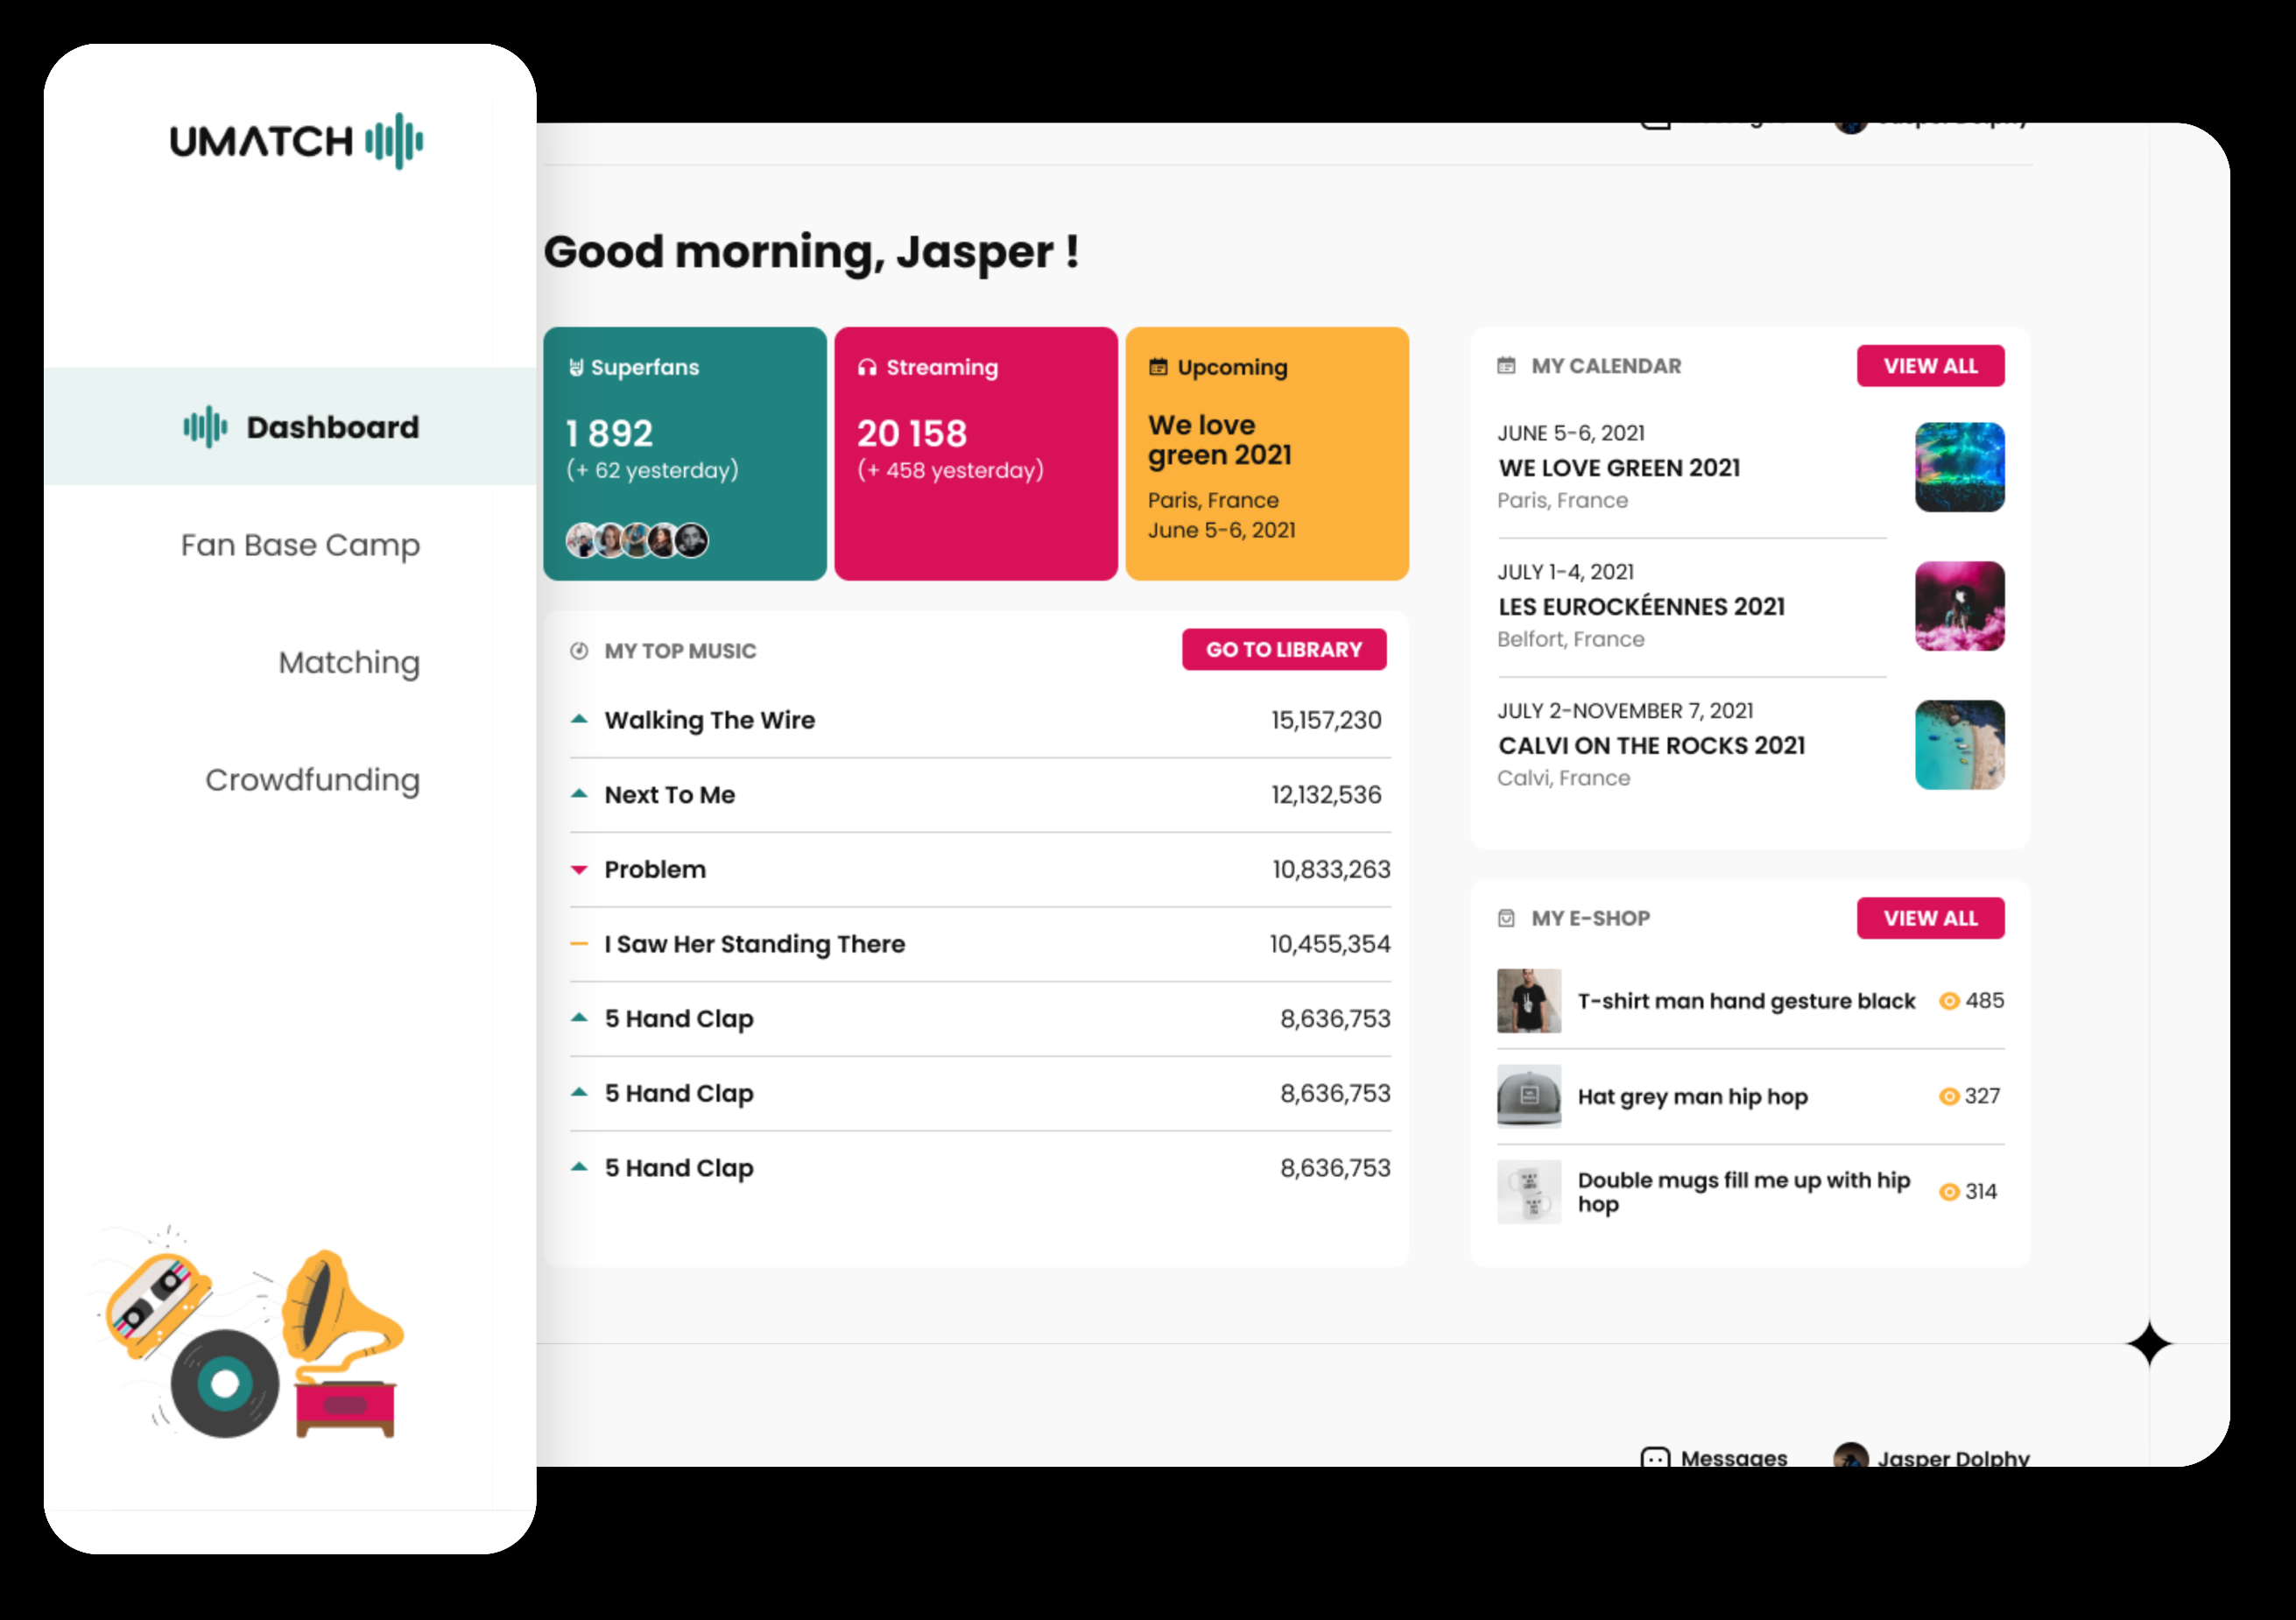 UMATCH
Dashboard
Fan Base Camp
Matching
Crowdfunding
Good morning, Jasper !
Superfans
1 892
(+ 62 yesterday)
Streaming
20 158
(+ 458 yesterday)
Upcoming
We love
green 2021
Paris, France
June 5-6, 2021
MY TOP MUSIC
GO TO LIBRARY
Walking The Wire 15,157,230
Next To Me 12,132,536
Problem 10,833,263
I Saw Her Standing There 10,455,354
5 Hand Clap 8,636,753
5 Hand Clap 8,636,753
5 Hand Clap 8,636,753
MY CALENDAR
VIEW ALL
JUNE 5-6, 2021
WE LOVE GREEN 2021
Paris, France
JULY 1-4, 2021
LES EUROCKÉENNES 2021
Belfort, France
JULY 2-NOVEMBER 7, 2021
CALVI ON THE ROCKS 2021
Calvi, France
MY E-SHOP
VIEW ALL
T-shirt man hand gesture black 485
Hat grey man hip hop 327
Double mugs fill me up with hip
hop 314
Messages
Jasper Dolphy